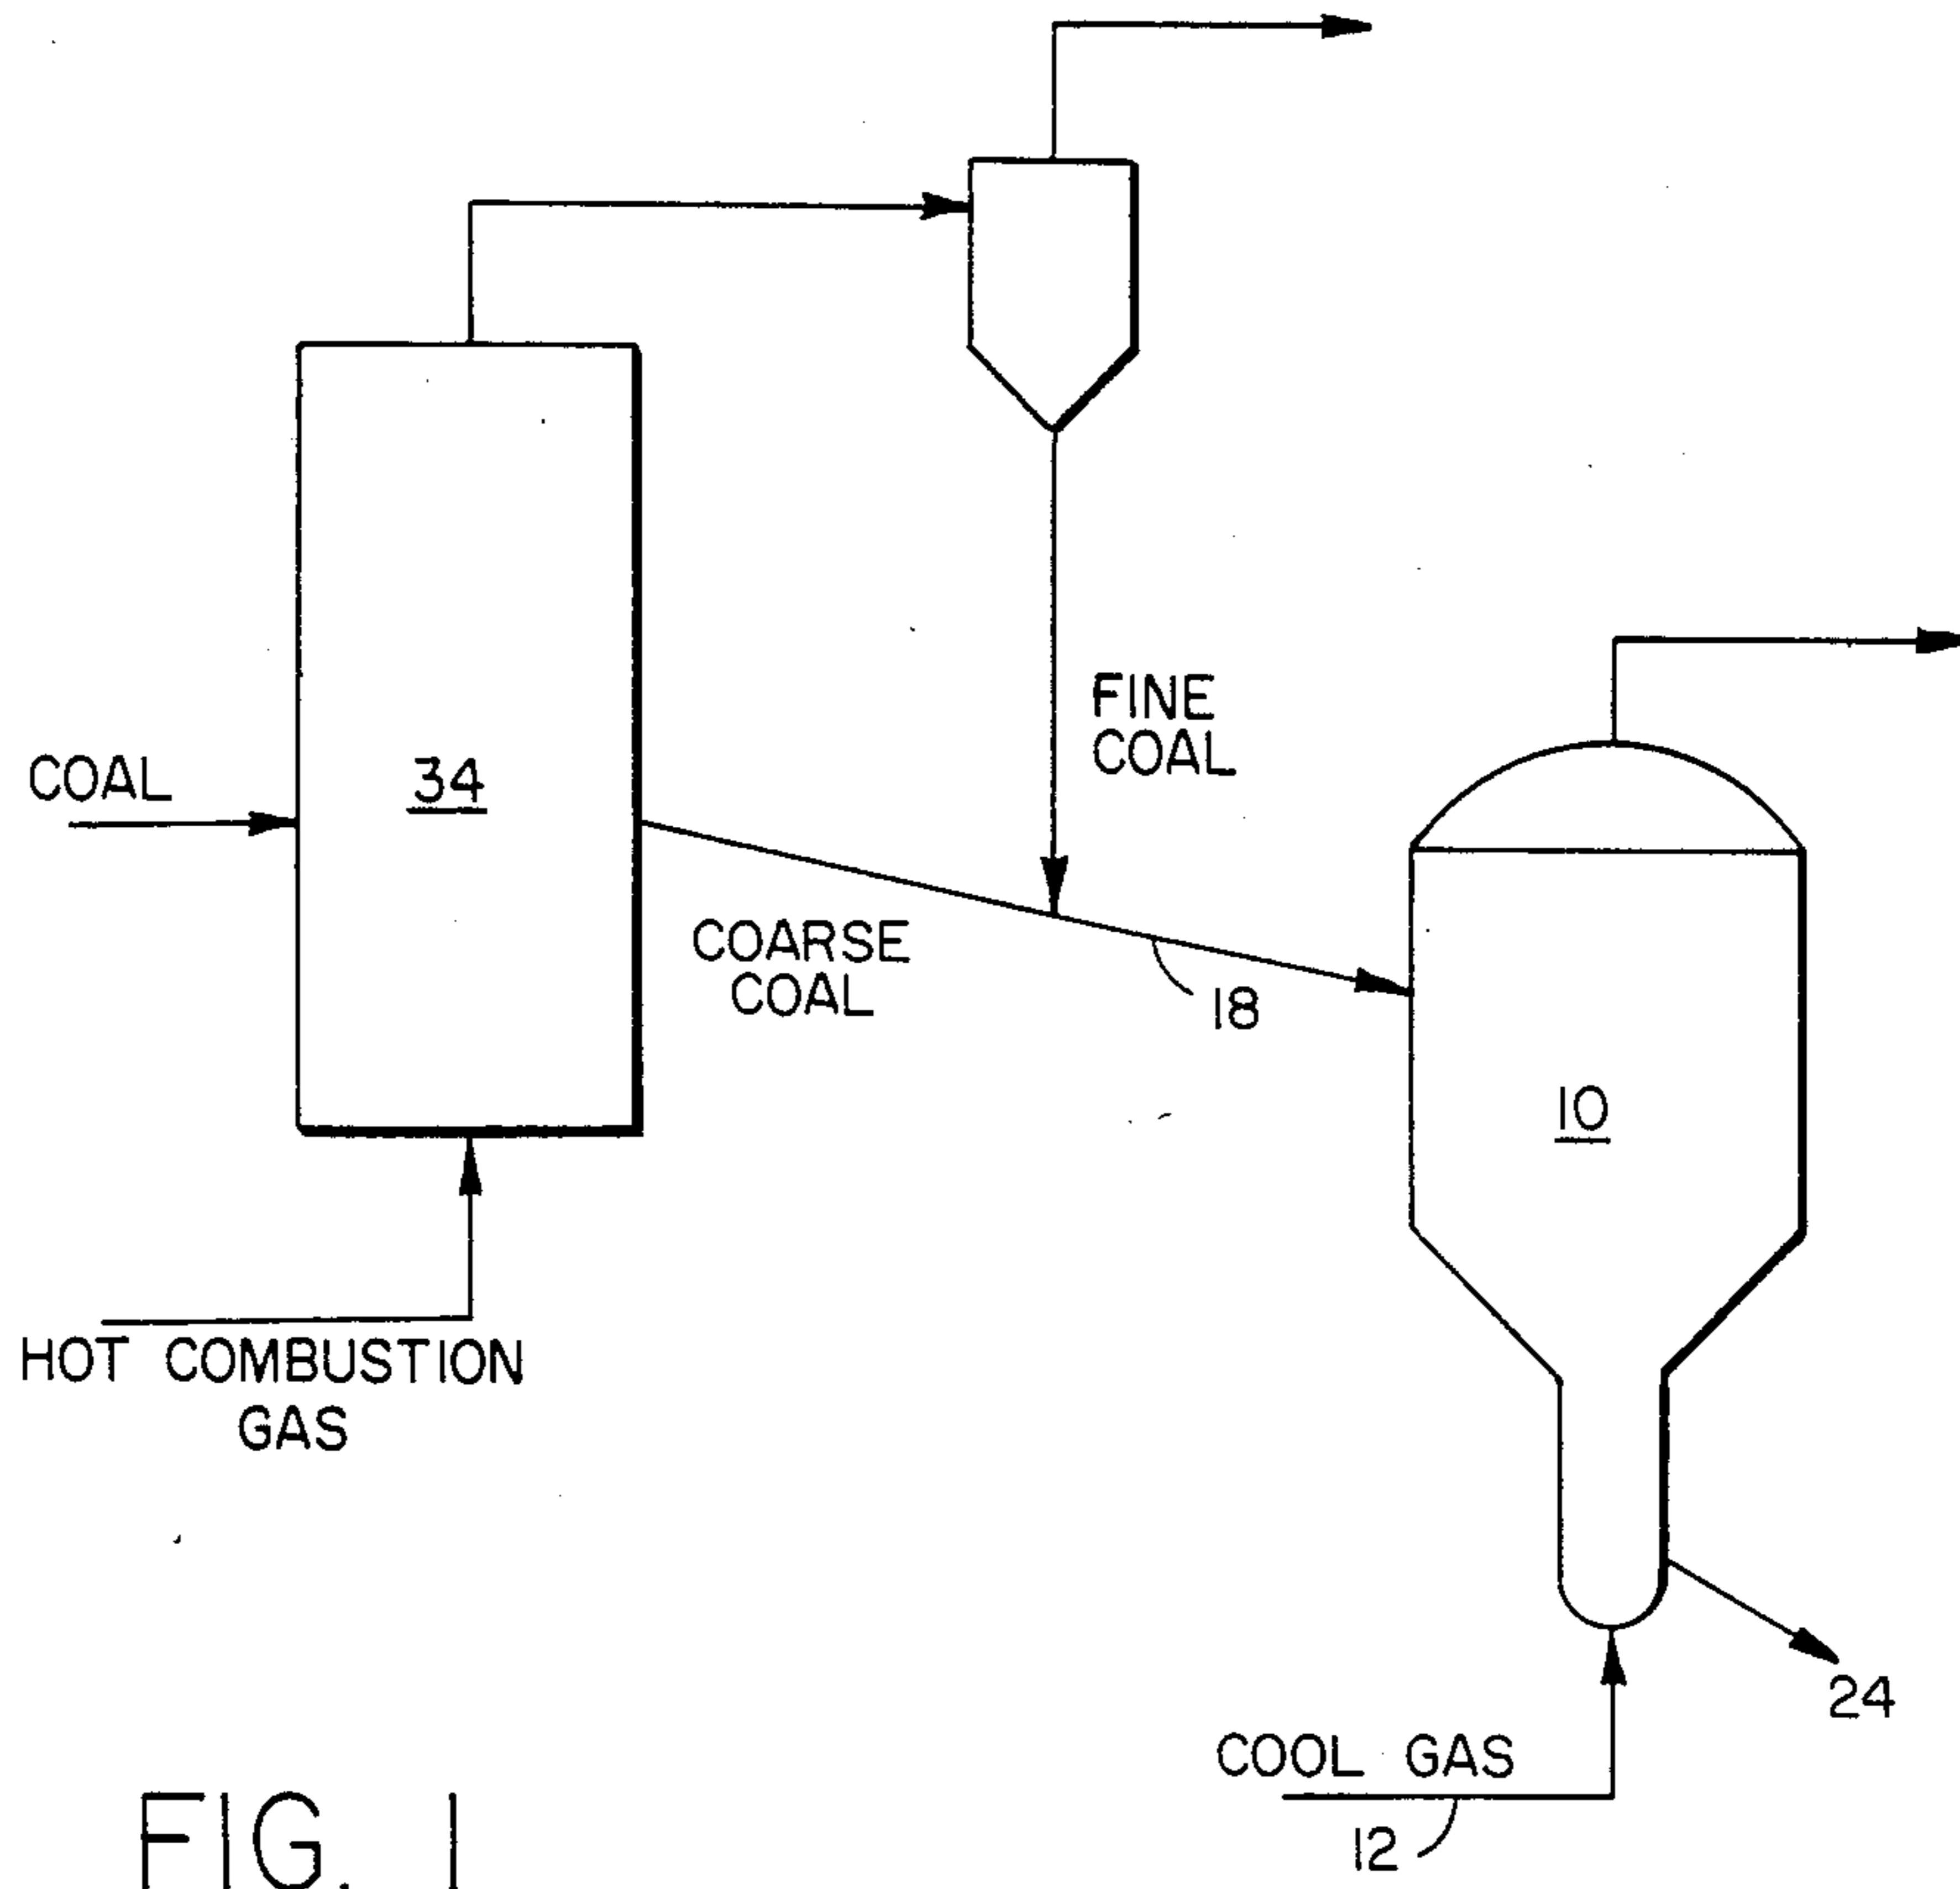 FINE
COAL
COAL
34
COARSE
COAL
18
10
HOT COMBUSTION
GAS
24
COOL GAS
12
FIG. 1